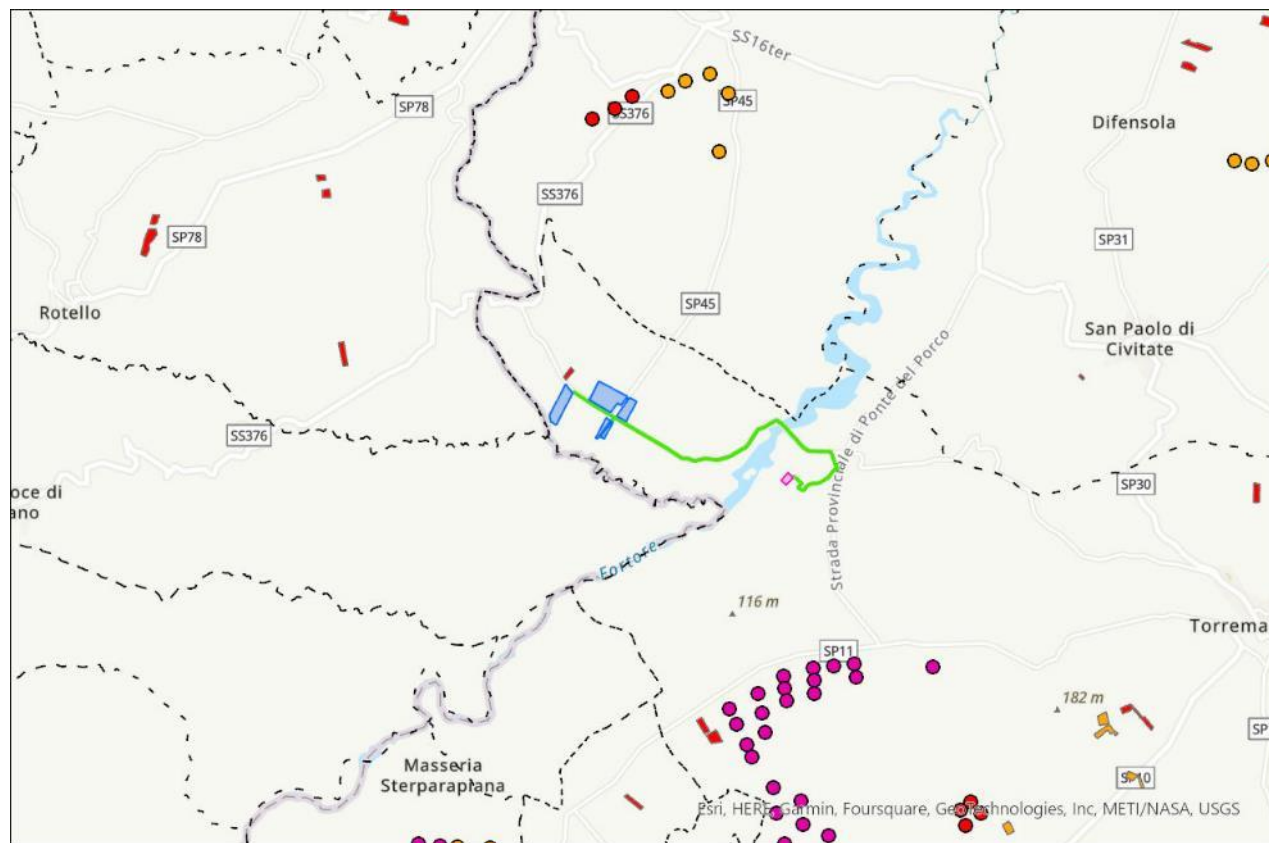 SS16ter
SP78
SS376
SP45
Difensola
SS376
SP78
SP31
Rotello
SP45
San Paolo di
Civitate
Strada Provinciale di Ponte del Porco
SS376
oce di
ano
SP30
Fortore
116 m
Torrema
SP11
182 m
SP
Masseria
Sterparapiana
SP10
Esri, HERE, Garmin, Foursquare, GeoTechnologies, Inc, METI/NASA, USGS